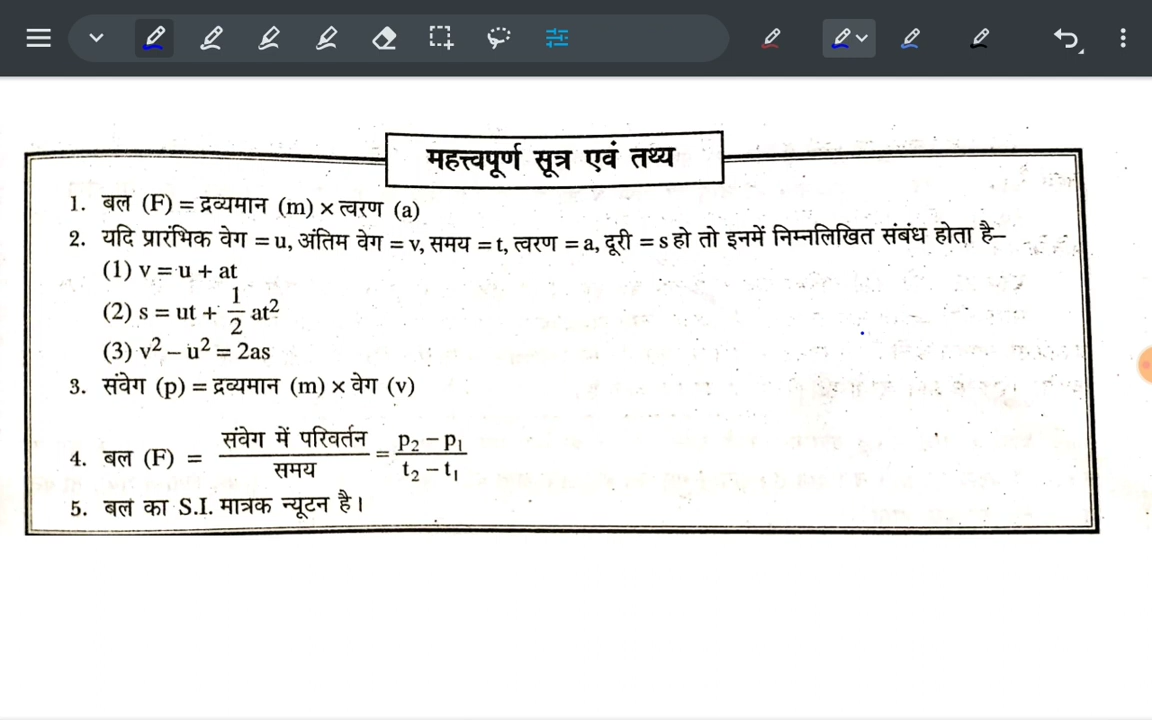 महत्त्वपूर्ण सूत्र एवं तथ्य
1. बल (F) = द्रव्यमान (m) × त्वरण (a)
2. यदि प्रारंभिक वेग = u, अंतिम वेग = v, समय = t, त्वरण = a, दूरी = s हो तो इनमें निम्नलिखित संबंध होता है–
(1) v = u + at
(2) s = ut + 1/2 at²
(3) v² – u² = 2as
3. संवेग (p) = द्रव्यमान (m) × वेग (v)
4. बल (F) = संवेग में परिवर्तन / समय = p₂ – p₁ / t₂ – t₁
5. बल का S.I. मात्रक न्यूटन है।